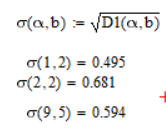 σ(α,b) := √D1(α,b)
σ(1,2) = 0.495
σ(2,2) = 0.681
σ(9,5) = 0.594